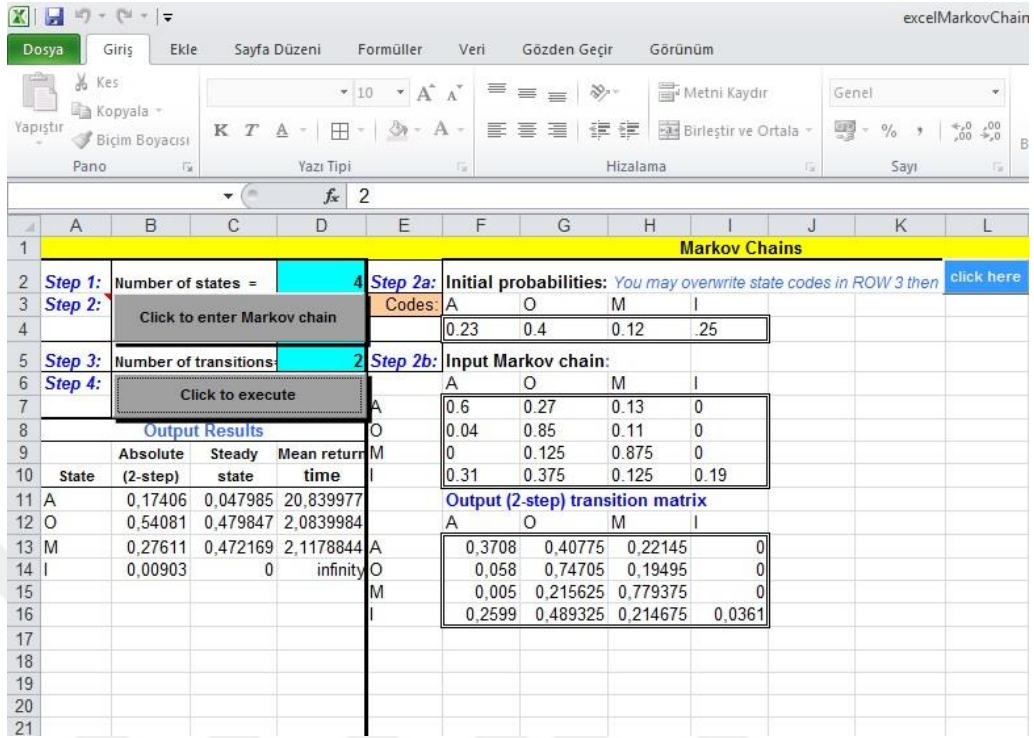 excelMarkovChain
Dosya Giriş Ekle Sayfa Düzeni Formüller Veri Gözden Geçir Görünüm
Kes
Kopyala
Biçim Boyacısı
Yapıştır
10 A A
Metni Kaydır
Genel
K T A A
Birleştir ve Ortala
% ,
Pano Yazı Tipi Hizalama Sayı
fx 2
A B C D E F G H I J K L
1 Markov Chains
2 Step 1: Number of states = 4 Step 2a: Initial probabilities: You may overwrite state codes in ROW 3 then click here
3 Step 2: Click to enter Markov chain Codes: A O M I
4 0.23 0.4 0.12 .25
5 Step 3: Number of transitions= 2 Step 2b: Input Markov chain:
6 Step 4: Click to execute A O M I
7 A 0.6 0.27 0.13 0
8 Output Results O 0.04 0.85 0.11 0
9 Absolute Steady Mean return M 0 0.125 0.875 0
10 State (2-step) state time I 0.31 0.375 0.125 0.19
11 A 0,17406 0,047985 20,839977 Output (2-step) transition matrix
12 O 0,54081 0,479847 2,0839984 A O M I
13 M 0,27611 0,472169 2,1178844 A 0,3708 0,40775 0,22145 0
14 I 0,00903 0 infinity O 0,058 0,74705 0,19495 0
15 M 0,005 0,215625 0,779375 0
16 I 0,2599 0,489325 0,214675 0,0361
17
18
19
20
21